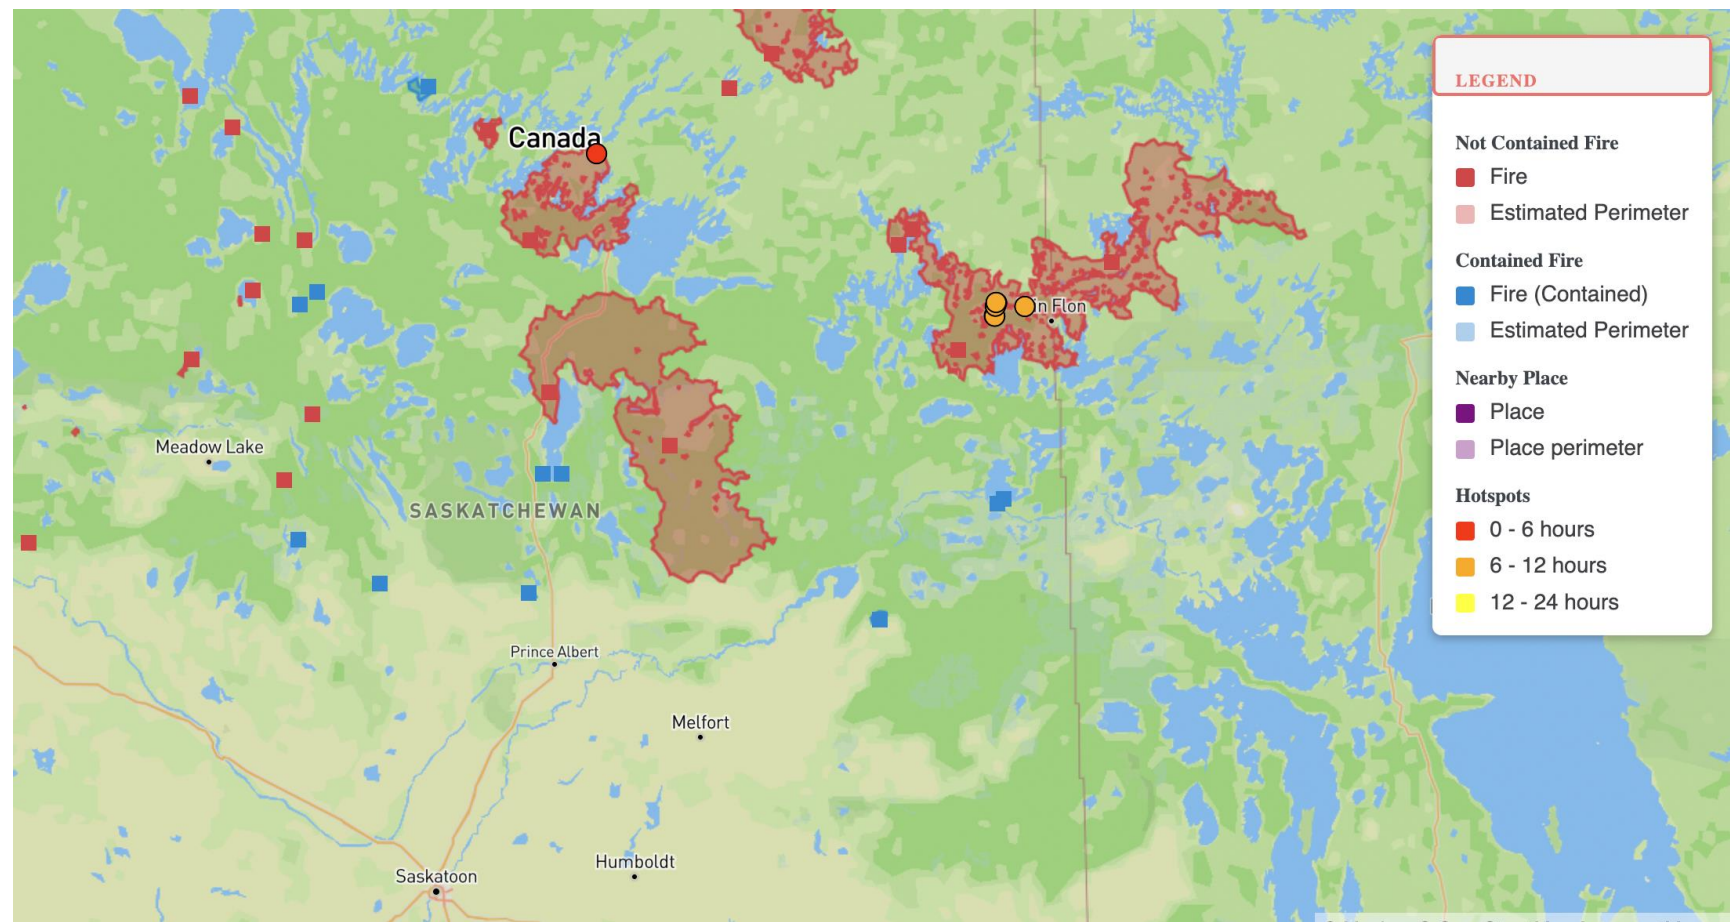 LEGEND
Canada
Not Contained Fire
Fire
Estimated Perimeter
Contained Fire
Fire (Contained)
Estimated Perimeter
in Flon
Nearby Place
Place
Place perimeter
Meadow Lake
Hotspots
SASKATCHEWAN
0 - 6 hours
6 - 12 hours
12 - 24 hours
Prince Albert
Melfort
Humboldt
Saskatoon